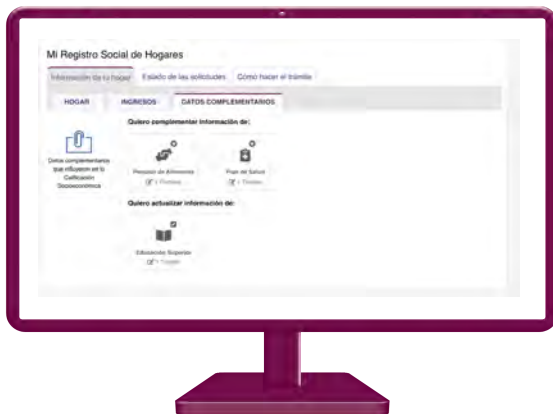 Mi Registro Social de Hogares
Información de tu hogar Estado de las solicitudes Cómo hacer el trámite
HOGAR INGRESOS DATOS COMPLEMENTARIOS
Quiero complementar información de:
Datos complementarios
que influyen en la
Calificación
Socioeconómica
Pensión de Alimentos
Plan de Salud
Quiero actualizar información de:
Educación Superior